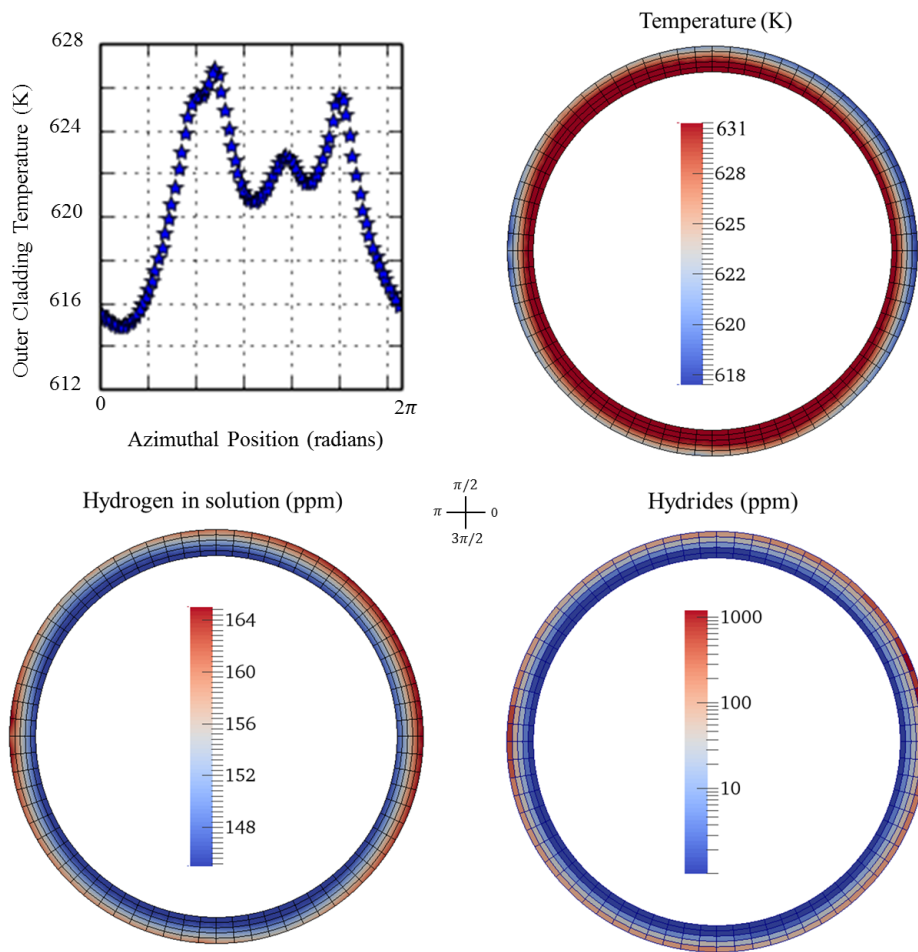 Temperature (K)
628
624
620
616
612
Outer Cladding Temperature (K)
0
2π
Azimuthal Position (radians)
631
628
625
622
620
618
Hydrogen in solution (ppm)
π/2
π
0
3π/2
Hydrides (ppm)
164
160
156
152
148
1000
100
10